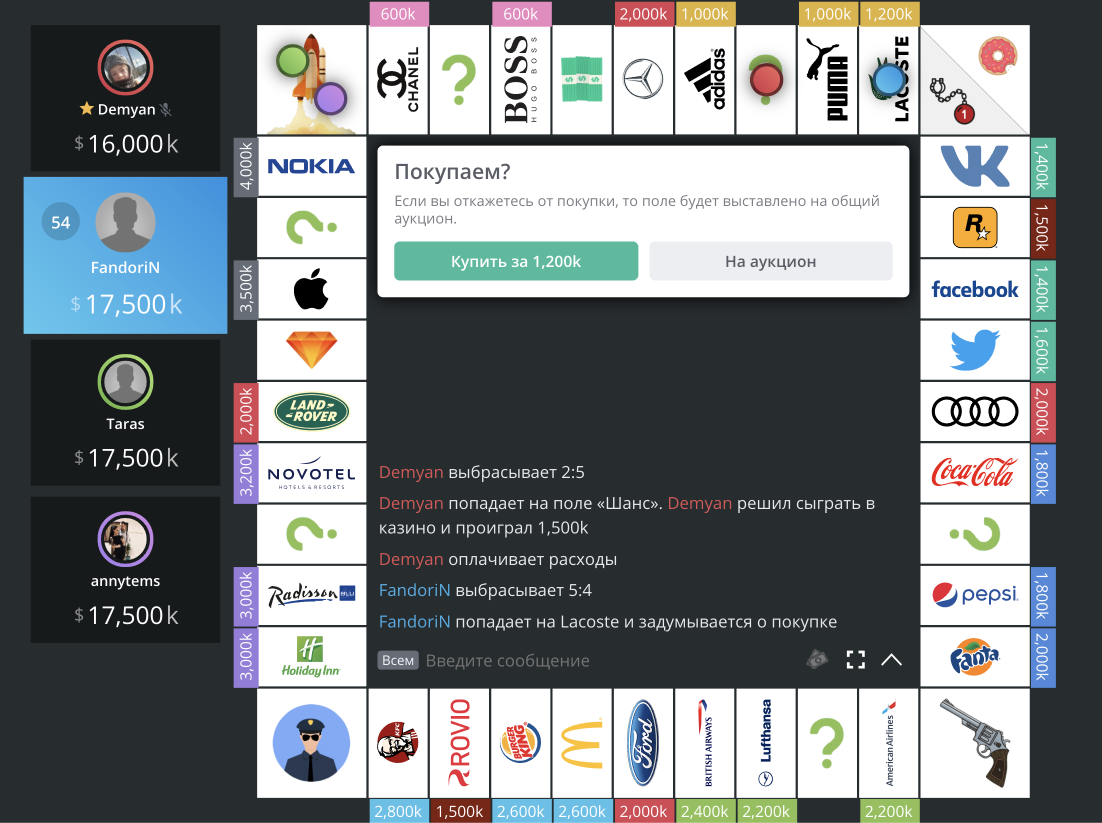 600k
600k
2,000k
1,000k
1,000k
1,200k
Demyan
$ 16,000 k
54
FandoriN
$ 17,500 k
Taras
$ 17,500 k
annytems
$ 17,500 k
CHANEL
?
BOSS
HUGO BOSS
$ $ $
adidas
PUMA
LACOSTE
1
4,000k
NOKIA
?
3,500k
2,000k
LAND-
-ROVER
3,200k
NOVOTEL
HOTELS & RESORTS
?
3,000k
Radisson
BLU
3,000k
H
Holiday Inn
Покупаем?
Если вы откажетесь от покупки, то поле будет выставлено на общий
аукцион.
Купить за 1,200k
На аукцион
Demyan выбрасывает 2:5
Demyan попадает на поле «Шанс». Demyan решил сыграть в
казино и проиграл 1,500k
Demyan оплачивает расходы
FandoriN выбрасывает 5:4
FandoriN попадает на Lacoste и задумывается о покупке
Всем
Введите сообщение
VK
1,400k
R
1,500k
facebook
1,400k
1,600k
2,000k
Coca-Cola
1,800k
?
pepsi
1,800k
Fanta
2,000k
KFC
ROVIO
BURGER
KING
Ford
BRITISH AIRWAYS
Lufthansa
?
American Airlines
2,800k
1,500k
2,600k
2,600k
2,000k
2,400k
2,200k
2,200k